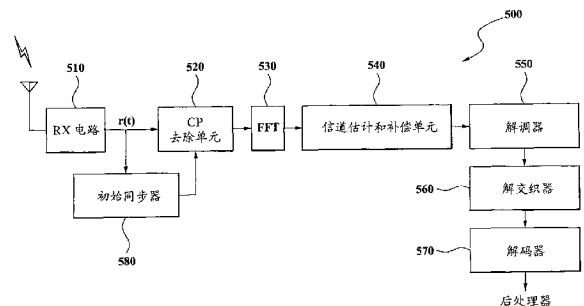 500
510
520
530
540
550
RX 电路
r(t)
CP
去除单元
FFT
信道估计和补偿单元
解调器
初始同步器
580
560
解交织器
570
解码器
后处理器